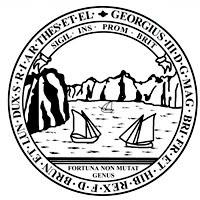 GEORGIUS·III·D·G·MAG·BRI·FR·ET·HIB·REX·F·D·BRUN·ET·LUN·DUX·S·R·I·AR·THES·ET·EL·
SIGIL·INS·PROM·BRIT
FORTUNA NON MUTAT
GENUS